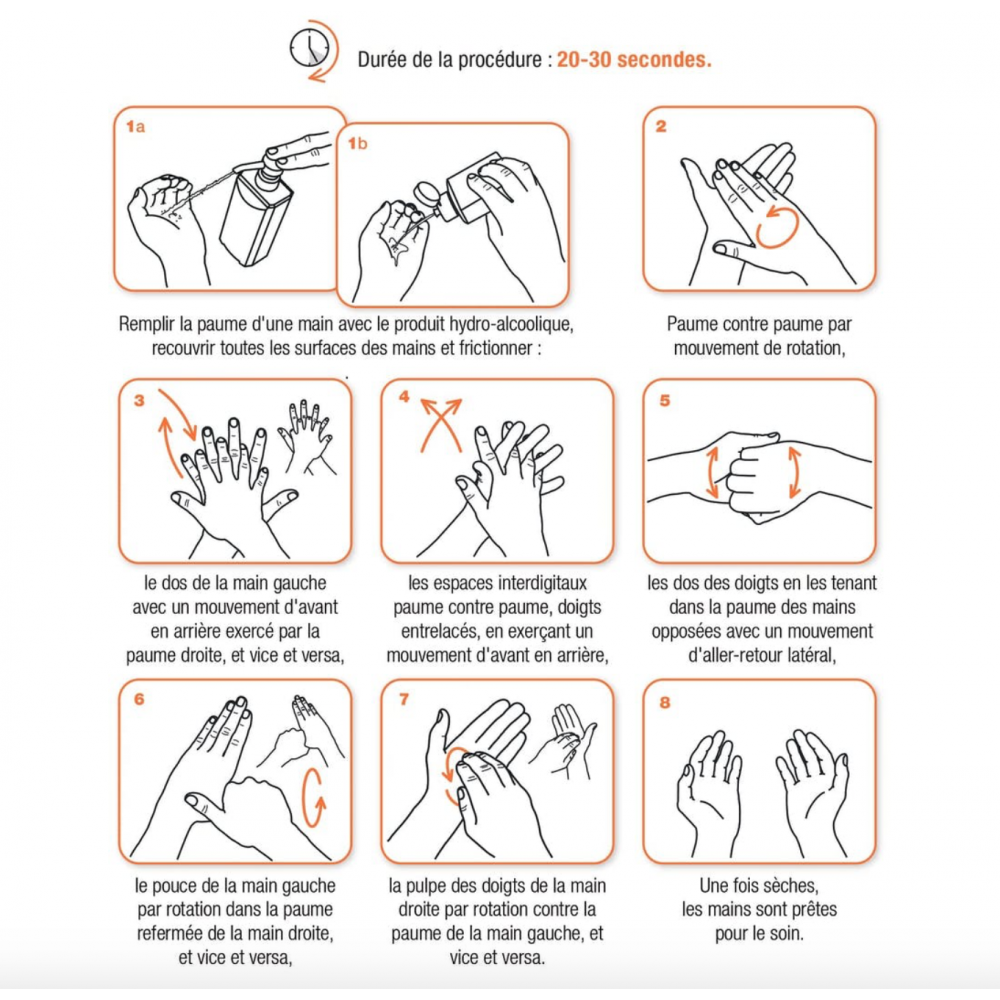 Durée de la procédure : 20-30 secondes.
1a
1b
2
Remplir la paume d'une main avec le produit hydro-alcoolique,
recouvrir toutes les surfaces des mains et frictionner :
Paume contre paume par
mouvement de rotation,
3
4
5
le dos de la main gauche
avec un mouvement d'avant
en arrière exercé par la
paume droite, et vice et versa,
les espaces interdigitaux
paume contre paume, doigts
entrelacés, en exerçant un
mouvement d'avant en arrière,
les dos des doigts en les tenant
dans la paume des mains
opposées avec un mouvement
d'aller-retour latéral,
6
7
8
le pouce de la main gauche
par rotation dans la paume
refermée de la main droite,
et vice et versa,
la pulpe des doigts de la main
droite par rotation contre la
paume de la main gauche, et
vice et versa.
Une fois sèches,
les mains sont prêtes
pour le soin.